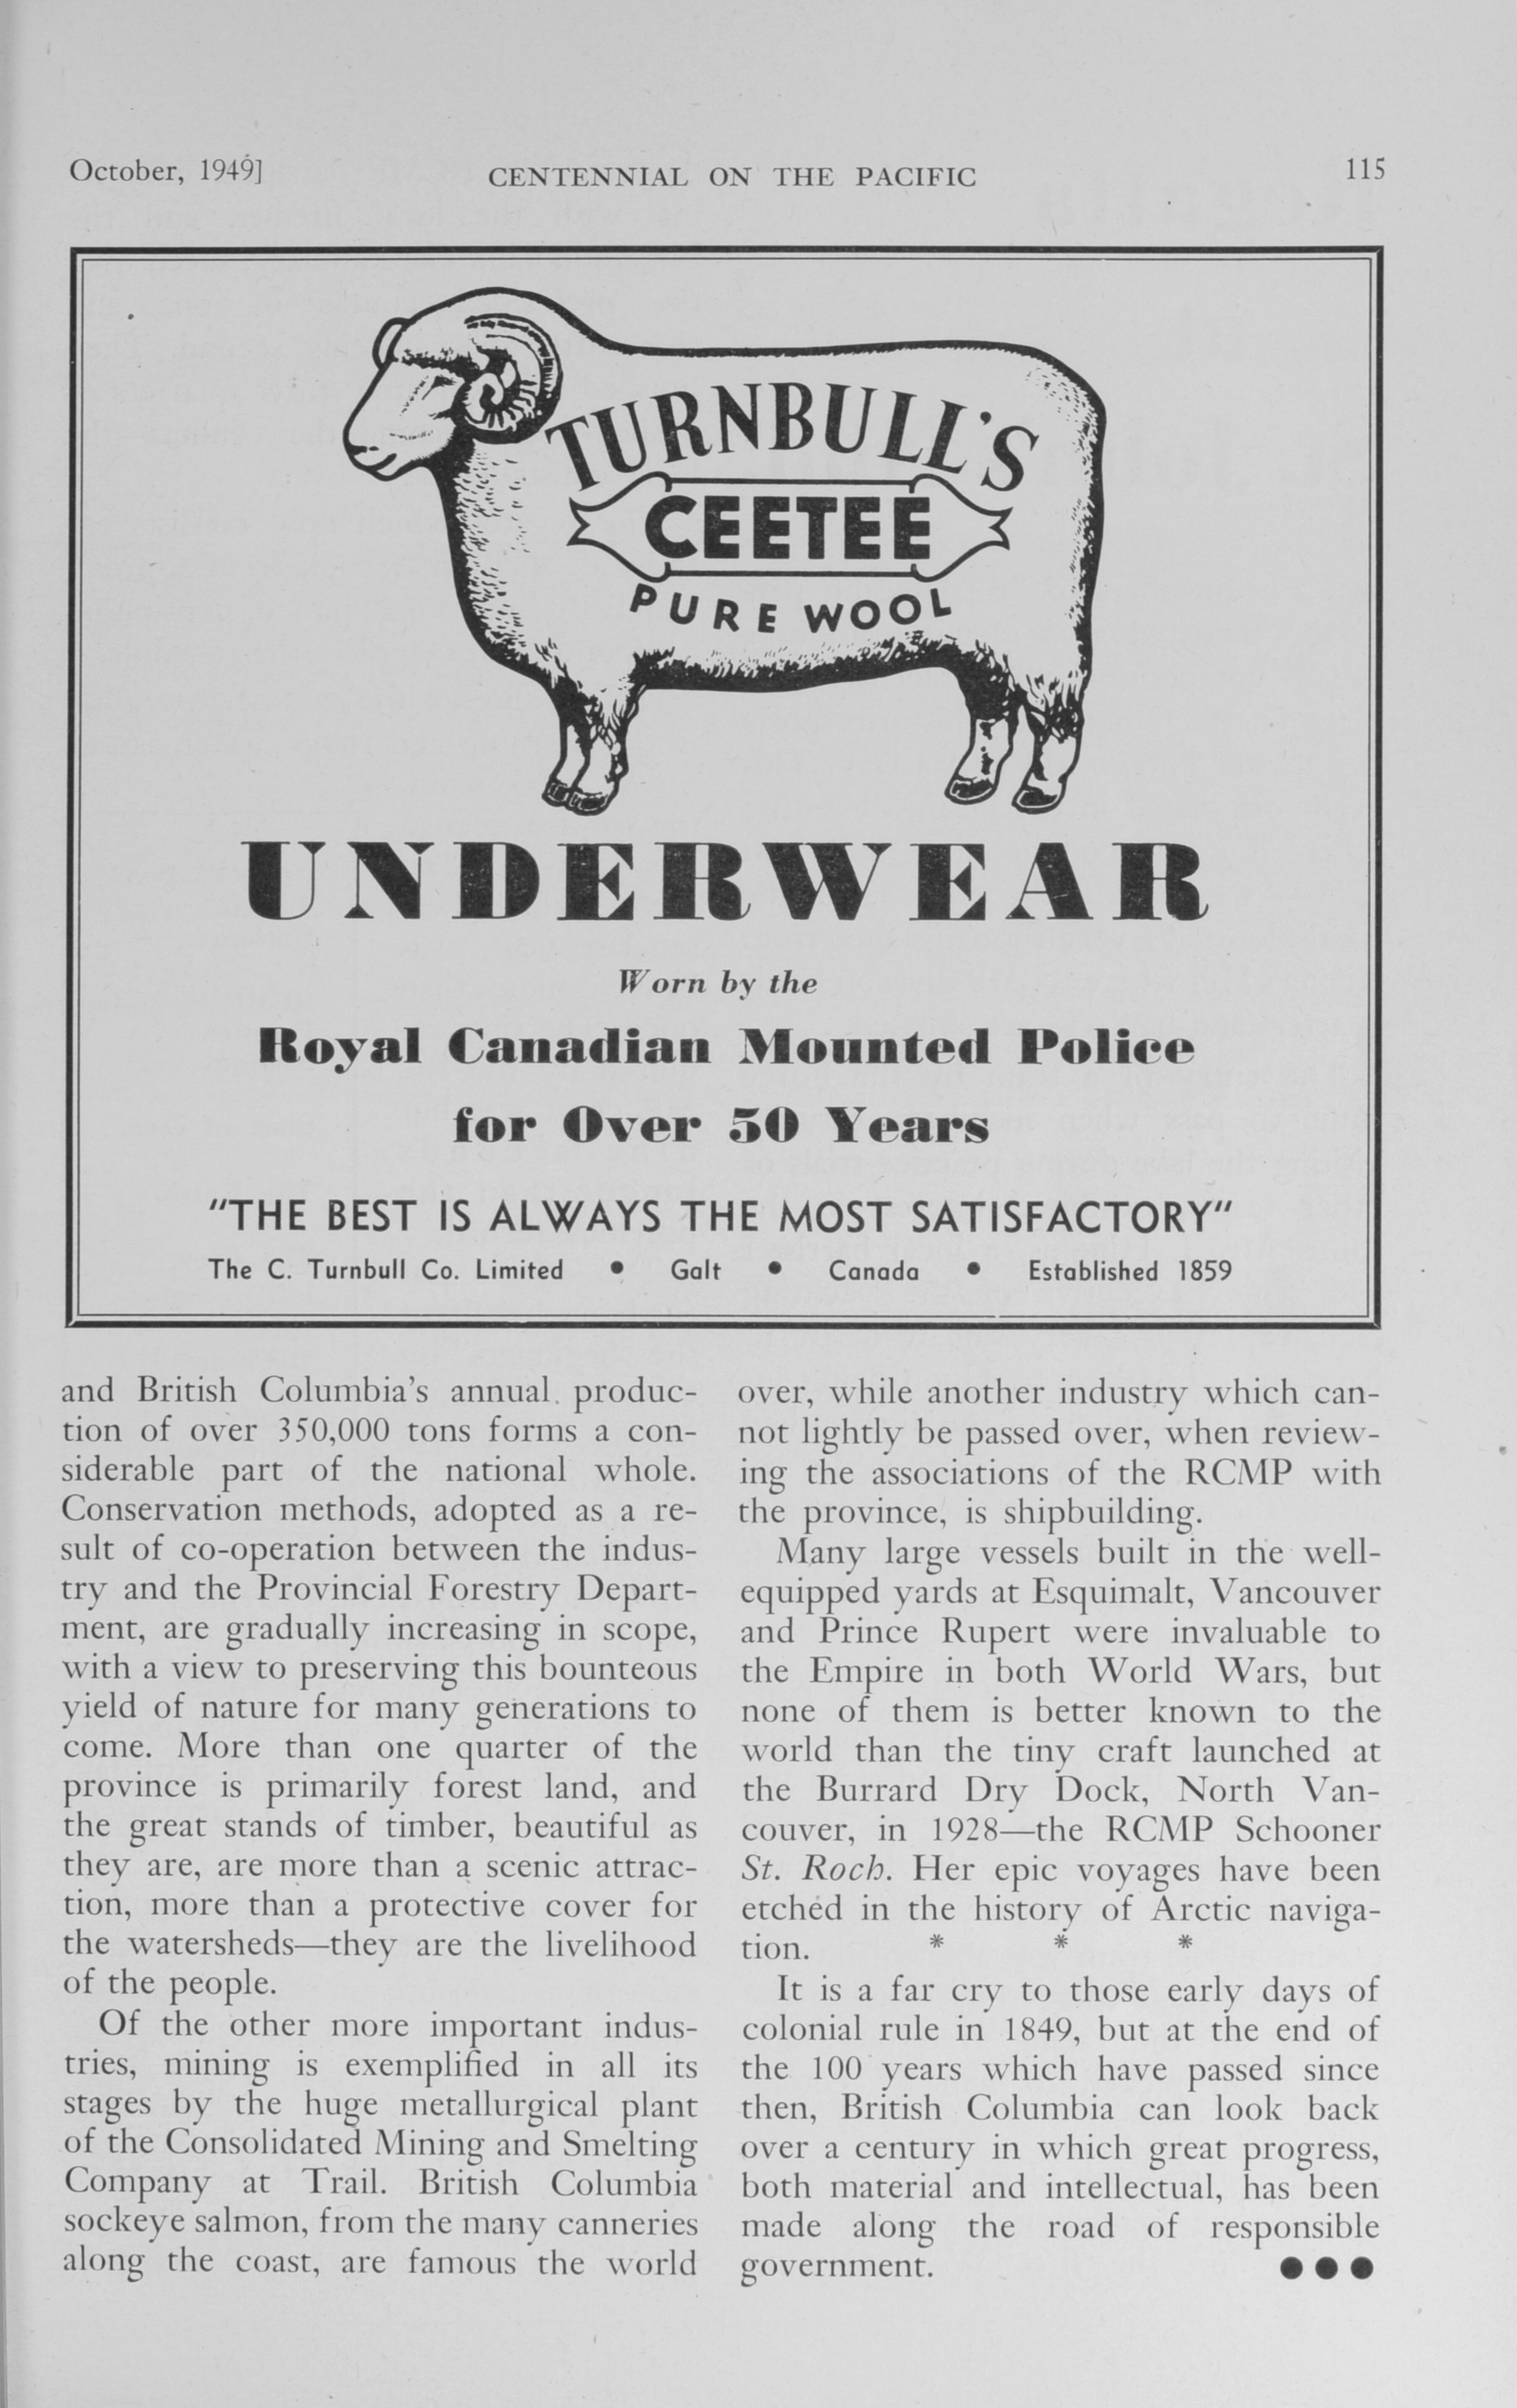 October, 1949]
CENTENNIAL ON THE PACIFIC
115
TURNBULL'S
CEETEE
PURE WOOL
UNDERWEAR
Worn by the
Royal Canadian Mounted Police
for Over 50 Years
"THE BEST IS ALWAYS THE MOST SATISFACTORY"
The C. Turnbull Co. Limited • Galt • Canada • Established 1859
and British Columbia's annual produc-
tion of over 350,000 tons forms a con-
siderable part of the national whole.
Conservation methods, adopted as a re-
sult of co-operation between the indus-
try and the Provincial Forestry Depart-
ment, are gradually increasing in scope,
with a view to preserving this bounteous
yield of nature for many generations to
come. More than one quarter of the
province is primarily forest land, and
the great stands of timber, beautiful as
they are, are more than a scenic attrac-
tion, more than a protective cover for
the watersheds—they are the livelihood
of the people.
Of the other more important indus-
tries, mining is exemplified in all its
stages by the huge metallurgical plant
of the Consolidated Mining and Smelting
Company at Trail. British Columbia
sockeye salmon, from the many canneries
along the coast, are famous the world
over, while another industry which can-
not lightly be passed over, when review-
ing the associations of the RCMP with
the province, is shipbuilding.
Many large vessels built in the well-
equipped yards at Esquimalt, Vancouver
and Prince Rupert were invaluable to
the Empire in both World Wars, but
none of them is better known to the
world than the tiny craft launched at
the Burrard Dry Dock, North Van-
couver, in 1928—the RCMP Schooner
St. Roch. Her epic voyages have been
etched in the history of Arctic naviga-
tion. * * *
It is a far cry to those early days of
colonial rule in 1849, but at the end of
the 100 years which have passed since
then, British Columbia can look back
over a century in which great progress,
both material and intellectual, has been
made along the road of responsible
government. ●●●